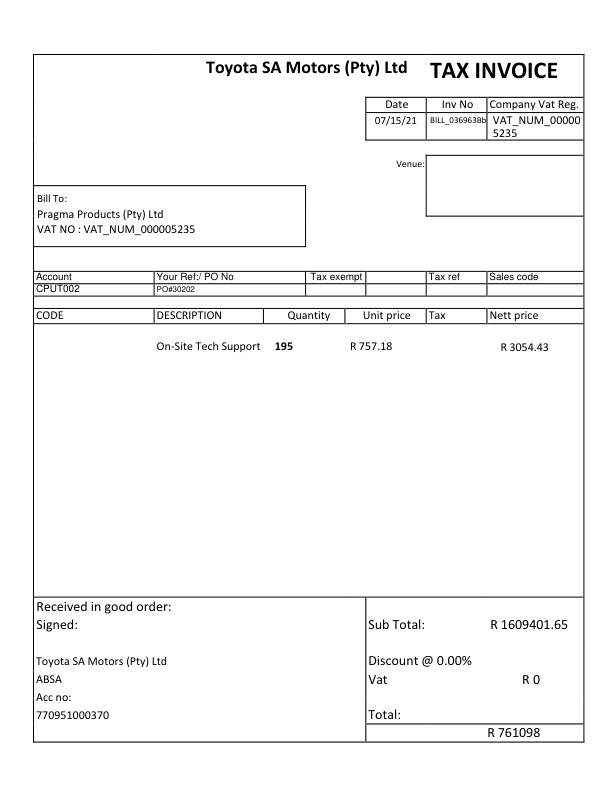 Toyota SA Motors (Pty) Ltd TAX INVOICE
Date Inv No Company Vat Reg.
07/15/21 BILL_036963Bb VAT_NUM_00000
5235
Venue:
Bill To:
Pragma Products (Pty) Ltd
VAT NO : VAT_NUM_000005235
Account Your Ref:/ PO No Tax exempt Tax ref Sales code
CPUT002 PO#30202
CODE DESCRIPTION Quantity Unit price Tax Nett price
On-Site Tech Support 195 R 757.18 R 3054.43
Received in good order:
Signed: Sub Total: R 1609401.65
Toyota SA Motors (Pty) Ltd Discount @ 0.00%
ABSA Vat R 0
Acc no:
770951000370 Total:
R 761098